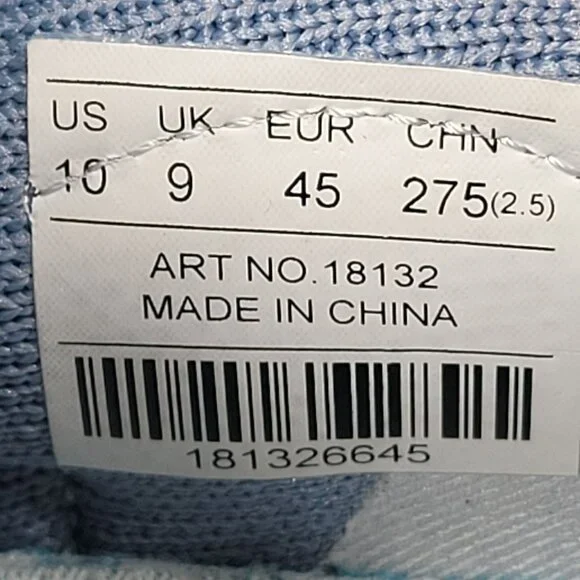 US UK EUR CHN
10 9 45 275(2.5)
ART NO.18132
MADE IN CHINA
181326645